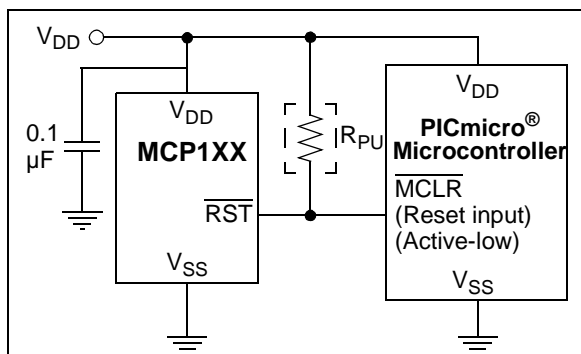 VDD
VDD
0.1
µF
MCP1XX
RST
VSS
RPU
VDD
PICmicro®
Microcontroller
MCLR
(Reset input)
(Active-low)
VSS